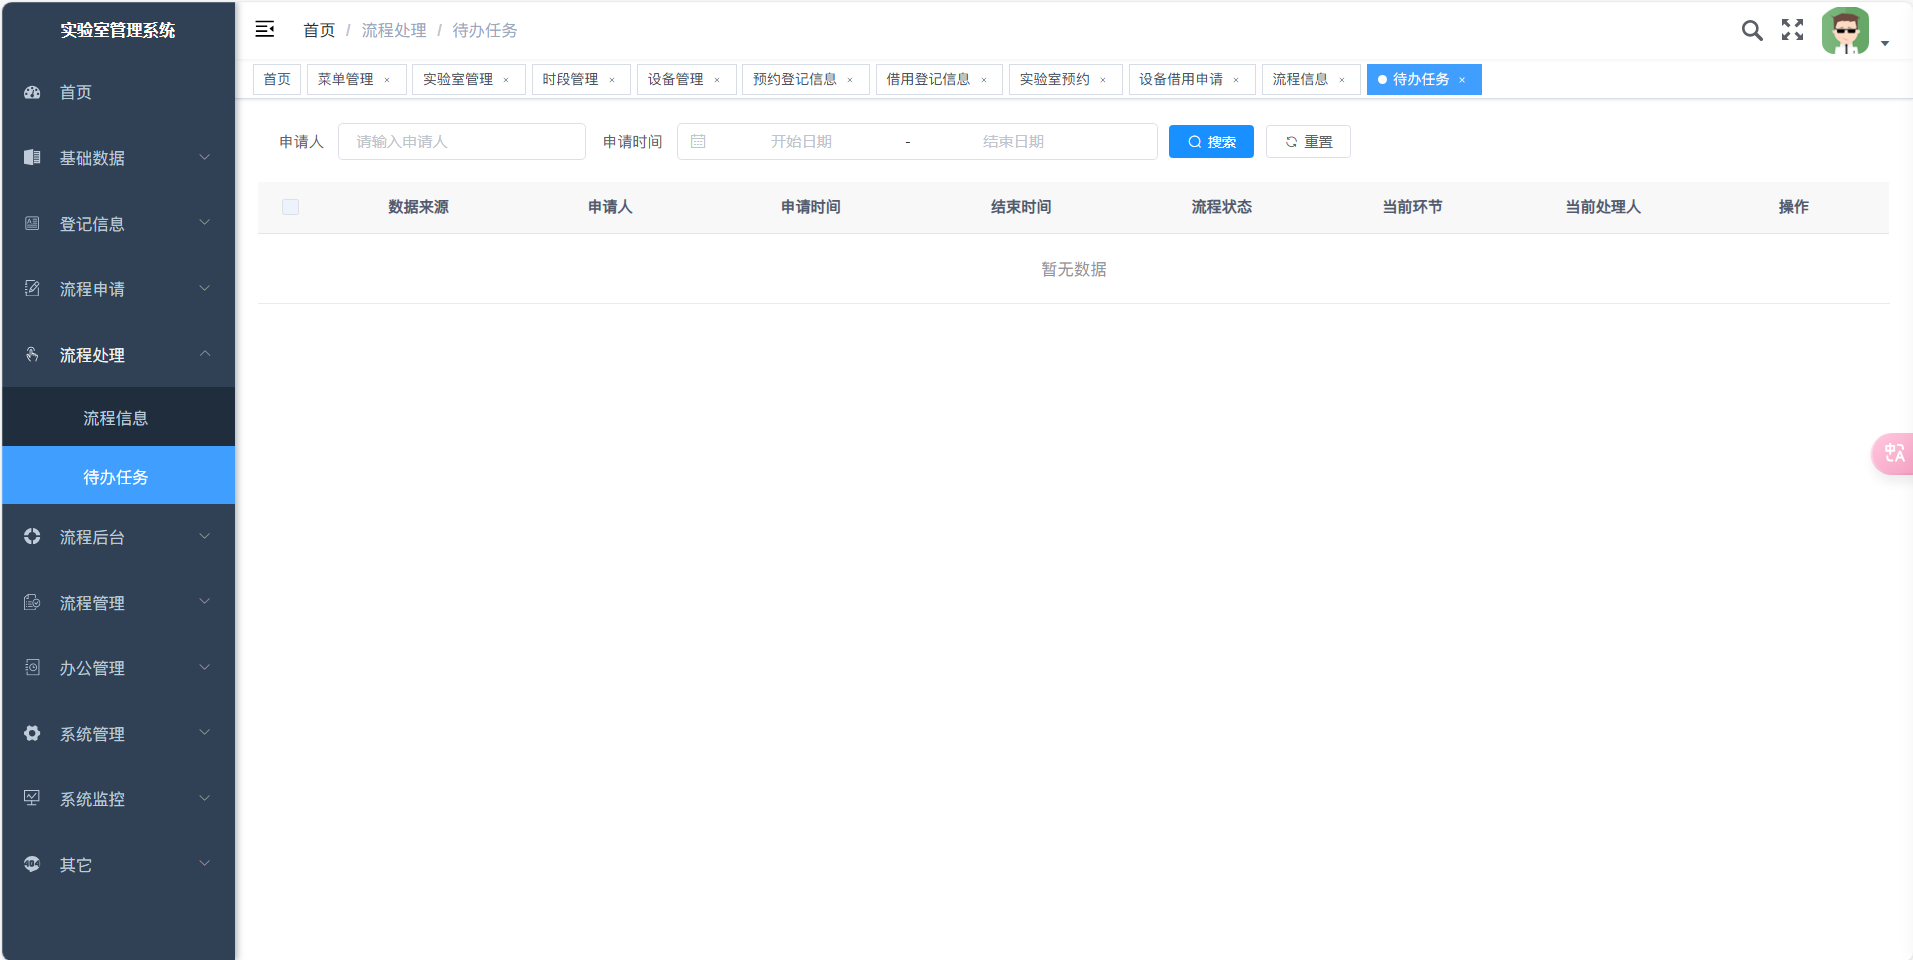 实验室管理系统
首页
基础数据
登记信息
流程申请
流程处理
流程信息
待办任务
流程后台
流程管理
办公管理
系统管理
系统监控
其它
首页 / 流程处理 / 待办任务
首页 菜单管理 × 实验室管理 × 时段管理 × 设备管理 × 预约登记信息 × 借用登记信息 × 实验室预约 × 设备借用申请 × 流程信息 × 待办任务 ×
申请人 请输入申请人 申请时间 开始日期 - 结束日期 搜索 重置
数据来源 申请人 申请时间 结束时间 流程状态 当前环节 当前处理人 操作
暂无数据
中A